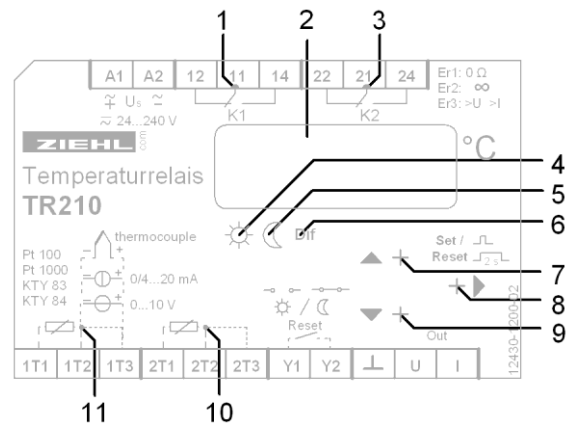 1 2 3
A1 A2 12 11 14 22 21 24
Er1: 0 Ω
Er2: ∞
Er3: >U >I
U s
24...240 V
K1 K2
ZIEHL
°C
Temperaturrelais
TR210
4
5
6
Dif
thermocouple
Set /
Reset 2 s
Pt 100
Pt 1000
KTY 83
KTY 84
0/4...20 mA
0...10 V
- +
+
+
/
Reset
Out
7
8
9
12430-1200-02
1T1 1T2 1T3 2T1 2T2 2T3 Y1 Y2 ⊥ U I
11 10